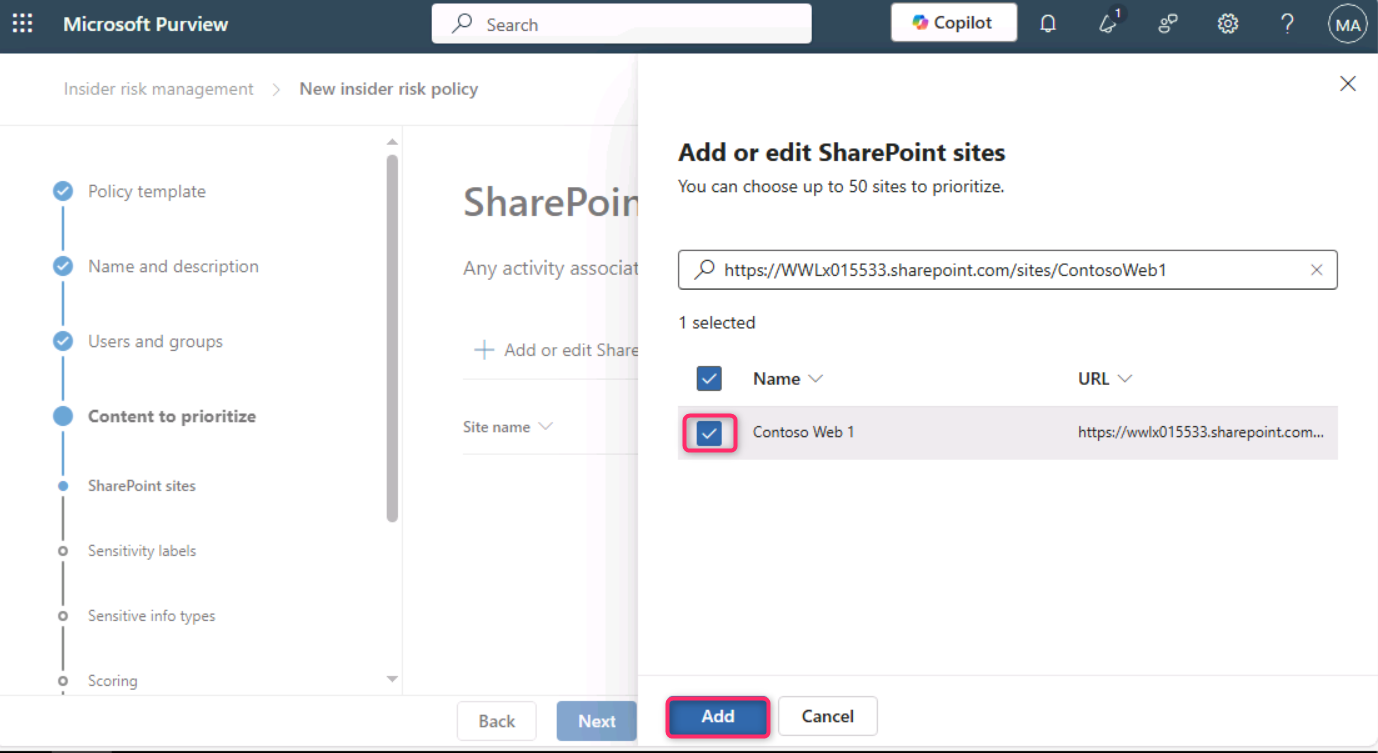 Microsoft Purview
Search
Copilot
1
MA
Insider risk management > New insider risk policy
Policy template
Name and description
Users and groups
Content to prioritize
SharePoint sites
Sensitivity labels
Sensitive info types
Scoring
SharePoin
Any activity associat
Add or edit Share
Site name
Back
Next
Add or edit SharePoint sites
You can choose up to 50 sites to prioritize.
https://WWLx015533.sharepoint.com/sites/ContosoWeb1
1 selected
Name URL
Contoso Web 1 https://wwlx015533.sharepoint.com...
Add
Cancel